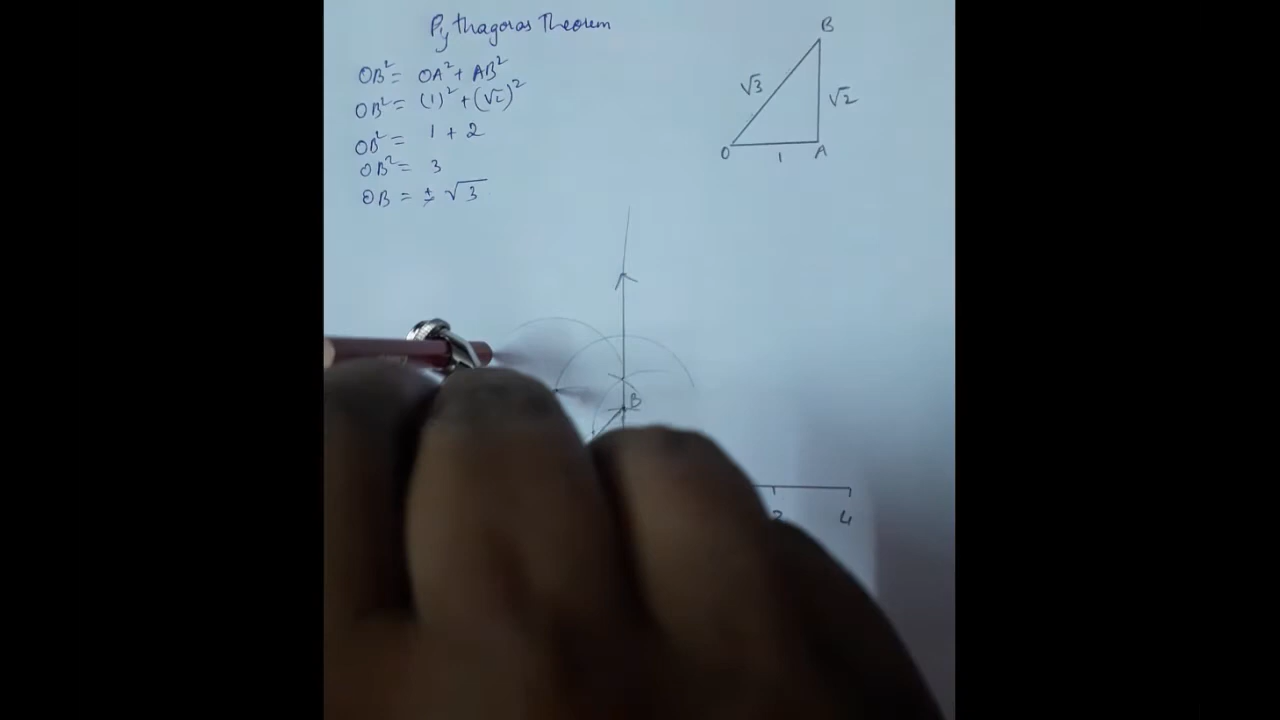 Pythagoras Theorem
OB² = OA² + AB²
OB² = (1)² + (√2)²
OB² = 1 + 2
OB² = 3
OB = ± √3
B
√3
√2
O
1
A
B
4